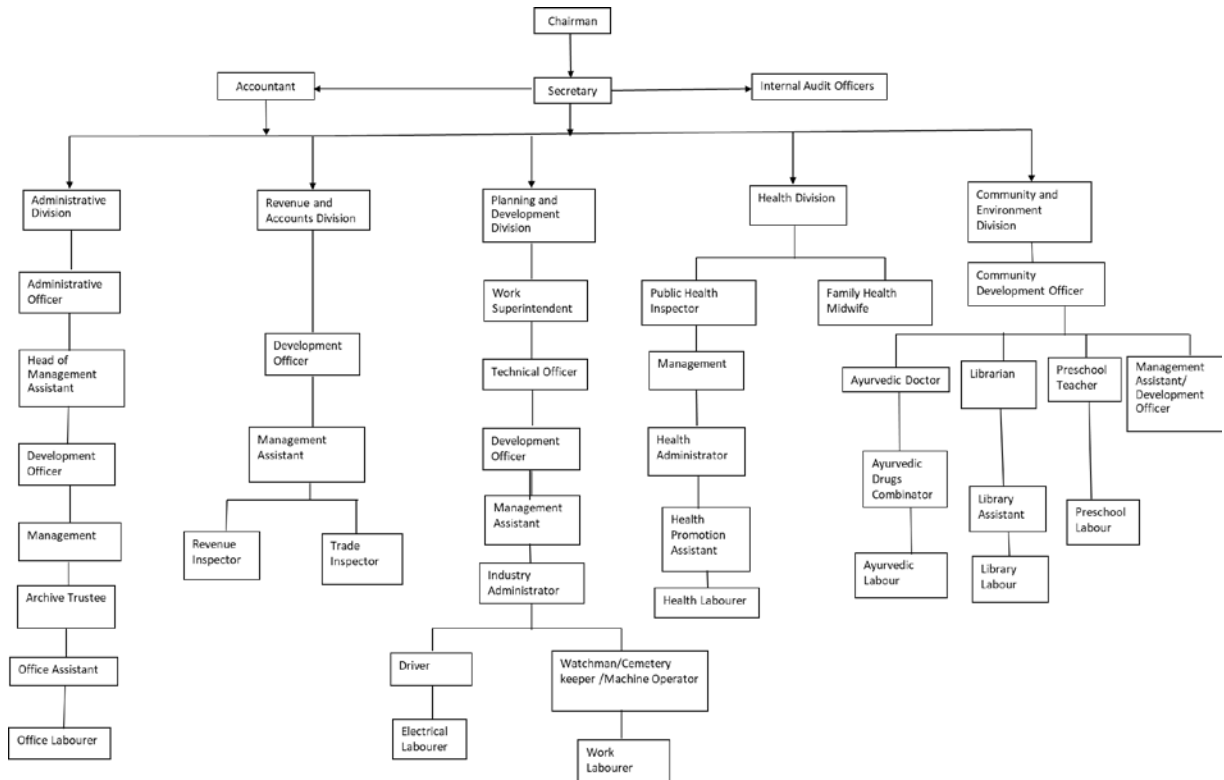 Chairman
Accountant
Secretary
Internal Audit Officers
Administrative
Division
Revenue and
Accounts Division
Planning and
Development
Division
Health Division
Community and
Environment
Division
Administrative
Officer
Work
Superintendent
Public Health
Inspector
Family Health
Midwife
Community
Development Officer
Head of
Management
Assistant
Development
Officer
Technical Officer
Management
Ayurvedic Doctor
Librarian
Preschool
Teacher
Management
Assistant/
Development
Officer
Development
Officer
Management
Assistant
Development
Officer
Health
Administrator
Ayurvedic
Drugs
Combinator
Library
Assistant
Preschool
Labour
Management
Revenue
Inspector
Trade
Inspector
Management
Assistant
Health
Promotion
Assistant
Ayurvedic
Labour
Library
Labour
Archive Trustee
Industry
Administrator
Health Labourer
Office Assistant
Driver
Watchman/Cemetery
keeper /Machine Operator
Office Labourer
Electrical
Labourer
Work
Labourer